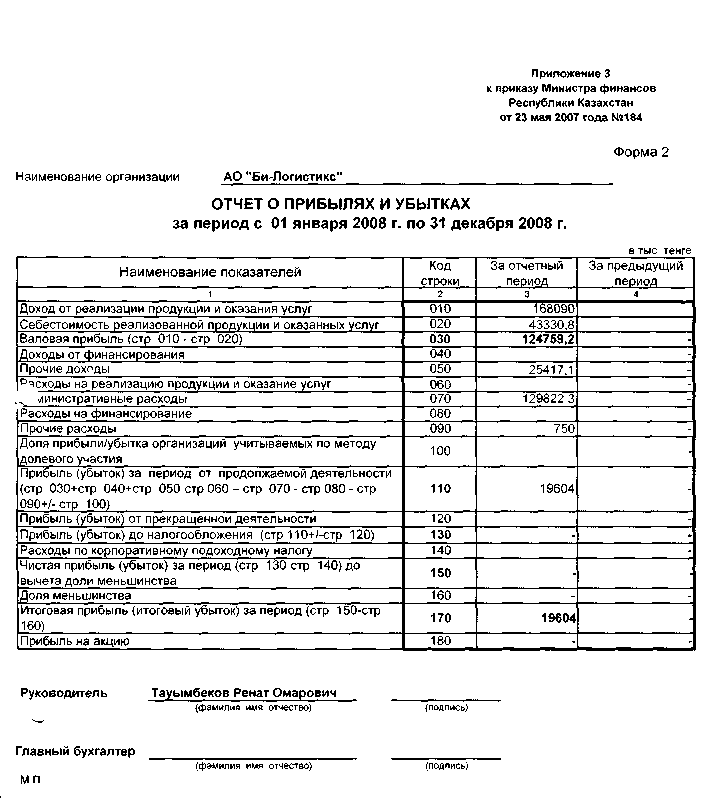 Приложение 3
к приказу Министра финансов
Республики Казахстан
от 23 мая 2007 года №184
Форма 2
Наименование организации АО "Би-Логистикс"
ОТЧЕТ О ПРИБЫЛЯХ И УБЫТКАХ
за период с 01 января 2008 г. по 31 декабря 2008 г.
в тыс тенге
Наименование показателей Код строки За отчетный период За предыдущий период
1 2 3 4
Доход от реализации продукции и оказания услуг 010 168090 -
Себестоимость реализованной продукции и оказанных услуг 020 43330,8 -
Валовая прибыль (стр 010 - стр 020) 030 124759,2 -
Доходы от финансирования 040 -
Прочие доходы 050 25417,1 -
Расходы на реализацию продукции и оказание услуг 060 -
министративные расходы 070 129822 3 -
Расходы на финансирование 080 -
Прочие расходы 090 750 -
Доля прибыли/убытка организаций учитываемых по методу
долевого участия 100 -
Прибыль (убыток) за период от продолжаемой деятельности
(стр 030+стр 040+стр 050 стр 060 – стр 070 - стр 080 - стр 110 19604 -
090+/- стр 100)
Прибыль (убыток) от прекращенной деятельности 120 -
Прибыль (убыток) до налогообложения (стр 110+/-стр 120) 130 - -
Расходы по корпоративному подоходному налогу 140 -
Чистая прибыль (убыток) за период (стр 130 стр 140) до
вычета доли меньшинства 150 - -
Доля меньшинства 160 - -
Итоговая прибыль (итоговый убыток) за период (стр 150-стр
160) 170 19604 -
Прибыль на акцию 180 - -
Руководитель Тауымбеков Ренат Омарович
(фамилия имя отчество) (подпись)
Главный бухгалтер
(фамилия имя отчество) (подпись)
М П